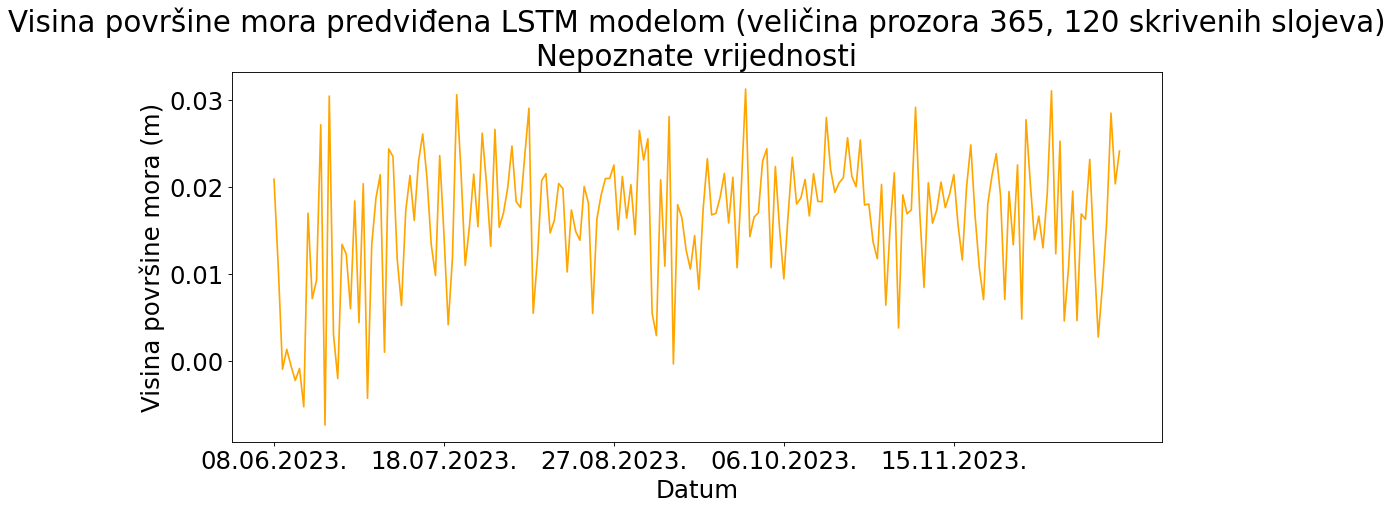 Visina površine mora predviđena LSTM modelom (veličina prozora 365, 120 skrivenih slojeva)
Nepoznate vrijednosti
Visina površine mora (m)
0.03
0.02
0.01
0.00
08.06.2023. 18.07.2023. 27.08.2023. 06.10.2023. 15.11.2023.
Datum